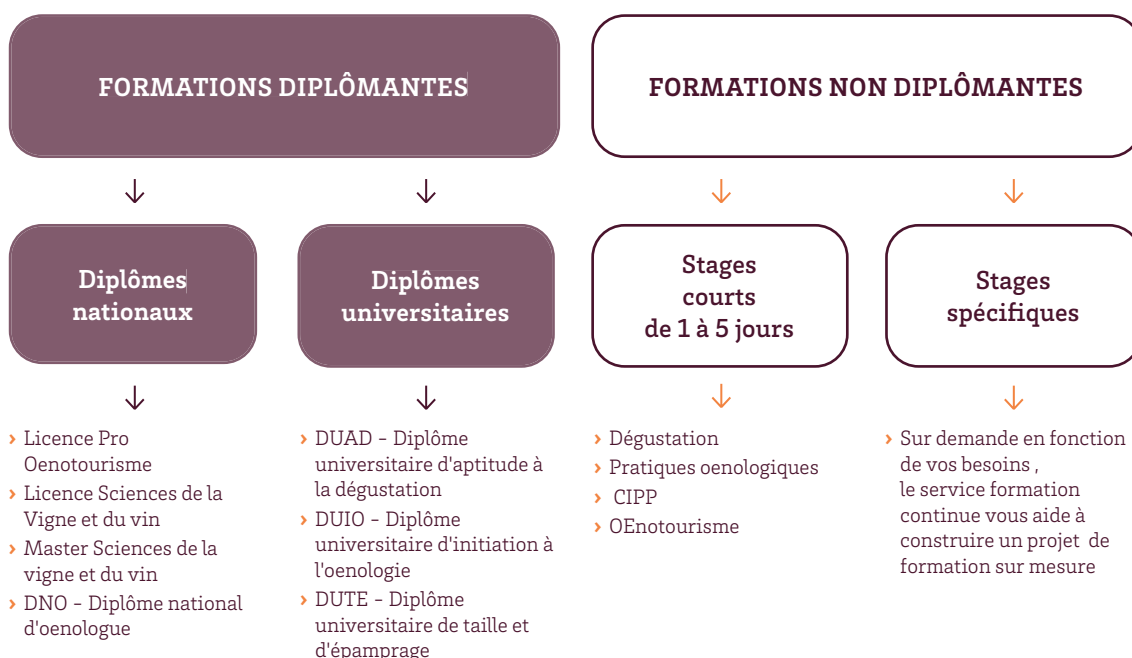 FORMATIONS DIPLÔMANTES
FORMATIONS NON DIPLÔMANTES
Diplômes
nationaux
Diplômes
universitaires
Stages
courts
de 1 à 5 jours
Stages
spécifiques
› Licence Pro
Oenotourisme
› Licence Sciences de la
Vigne et du vin
› Master Sciences de la
vigne et du vin
› DNO – Diplôme national
d'oenologue
› DUAD – Diplôme
universitaire d'aptitude à
la dégustation
› DUIO – Diplôme
universitaire d'initiation à
l'oenologie
› DUTE – Diplôme
universitaire de taille et
d'épamprage
› Dégustation
› Pratiques oenologiques
› CIPP
› OEnotourisme
› Sur demande en fonction
de vos besoins ,
le service formation
continue vous aide à
construire un projet de
formation sur mesure